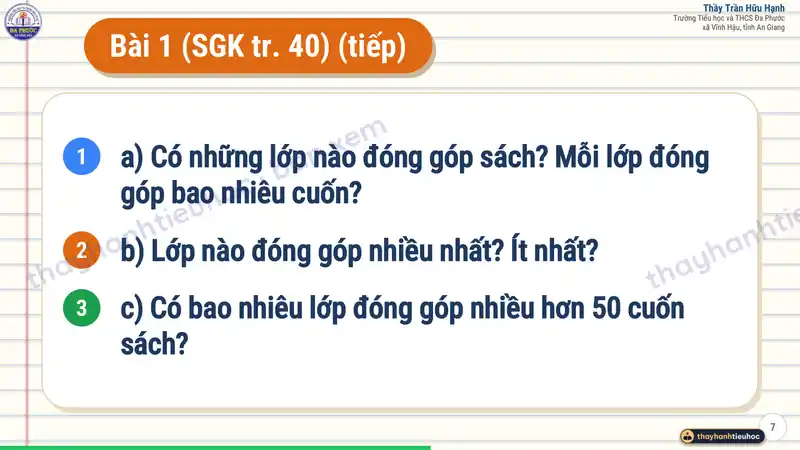 Thầy Trần Hữu Hạnh
Trường Tiểu học và THCS Đa Phước
xã Vĩnh Hậu, tỉnh An Giang
ĐA PHƯỚC
Bài 1 (SGK tr. 40) (tiếp)
1 a) Có những lớp nào đóng góp sách? Mỗi lớp đóng
góp bao nhiêu cuốn?
2 b) Lớp nào đóng góp nhiều nhất? Ít nhất?
3 c) Có bao nhiêu lớp đóng góp nhiều hơn 50 cuốn
sách?
7
thayhanhtieuhoc